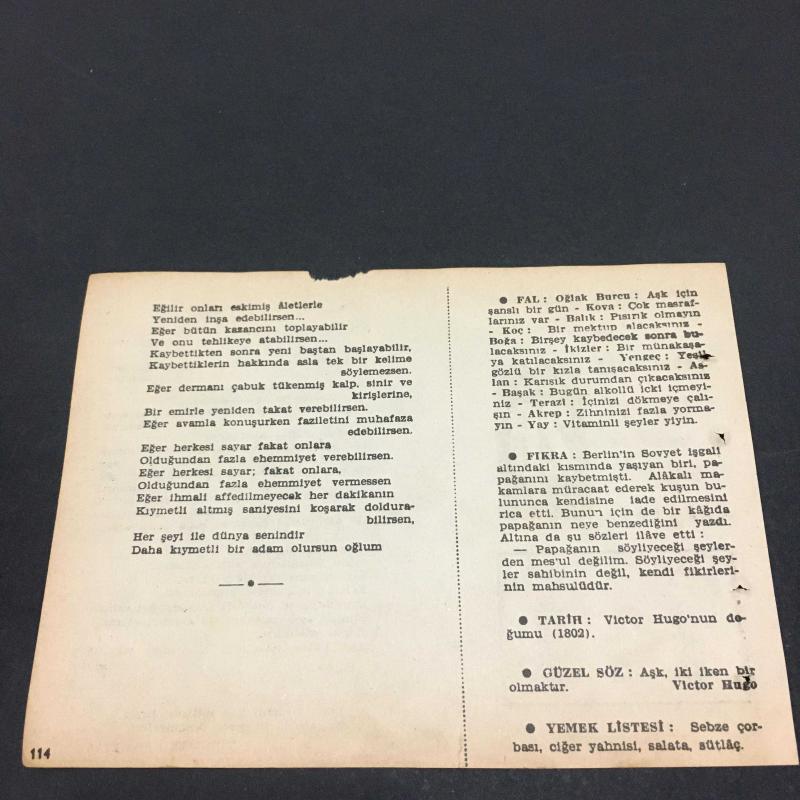 Eğilir onları eskimiş âletlerle
Yeniden inşa edebilirsen...
Eğer bütün kazancını toplayabilir
Ve onu tehlikeye atabilirsen...
Kaybettikten sonra yeni baştan başlayabilir,
Kaybettiklerin hakkında asla tek bir kelime
söylemezsen.
Eğer dermanı çabuk tükenmiş kalp. sinir ve
kirişlerine,
Bir emirle yeniden takat verebilirsen.
Eğer avamla konuşurken faziletini muhafaza
edebilirsen.
Eğer herkesi sayar fakat onlara
Olduğundan fazla ehemmiyet verebilirsen.
Eğer herkesi sayar; fakat onlara,
Olduğundan fazla ehemmiyet vermessen
Eğer ihmali affedilmeyecek her dakikanın
Kıymetli altmış saniyesini koşarak doldura-
bilirsen,
Her şeyi ile dünya senindir
Daha kıymetli bir adam olursun oğlum
114
● FAL : Oğlak Burcu : Aşk için
şanslı bir gün - Kova : Çok masraf-
larınız var - Balık : Pısırık olmayın
- Koç : Bir mektup alacaksınız -
Boğa : Birşey kaybedecek sonra bu-
lacaksınız - İkizler : Bir münakaşa-
ya katılacaksınız - Yengeç : Yeşil
gözlü bir kızla tanışacaksınız - As-
lan : Karısık durumdan çıkacaksınız
- Başak : Bugün alkollü icki içmeyi-
niz - Terazi : İçinizi dökmeye çalı-
şın - Akrep : Zihninizi fazla yorma-
yın - Yay : Vitaminli şeyler yiyin.
● FIKRA : Berlin'in Sovyet işgali
altındaki kısmında yaşıyan biri, pa-
pağanını kaybetmişti. Alâkalı ma-
kamlara müracaat ederek kuşun bu-
lununca kendisine iade edilmesini
rica etti. Bunun için de bir kâğıda
papağanın neye benzediğini yazdı.
Altına da şu sözleri ilâve etti :
— Papağanın söyliyeceği şeyler-
den mes'ul değilim. Söyliyeceği şey-
ler sahibinin değil, kendi fikirleri-
nin mahsulüdür.
● TARİH : Victor Hugo'nun do-
ğumu (1802).
● GÜZEL SÖZ : Aşk, iki iken bir
olmaktır. Victor Hugo
● YEMEK LİSTESİ : Sebze çor-
bası, ciğer yahnisi, salata, sütlâç.